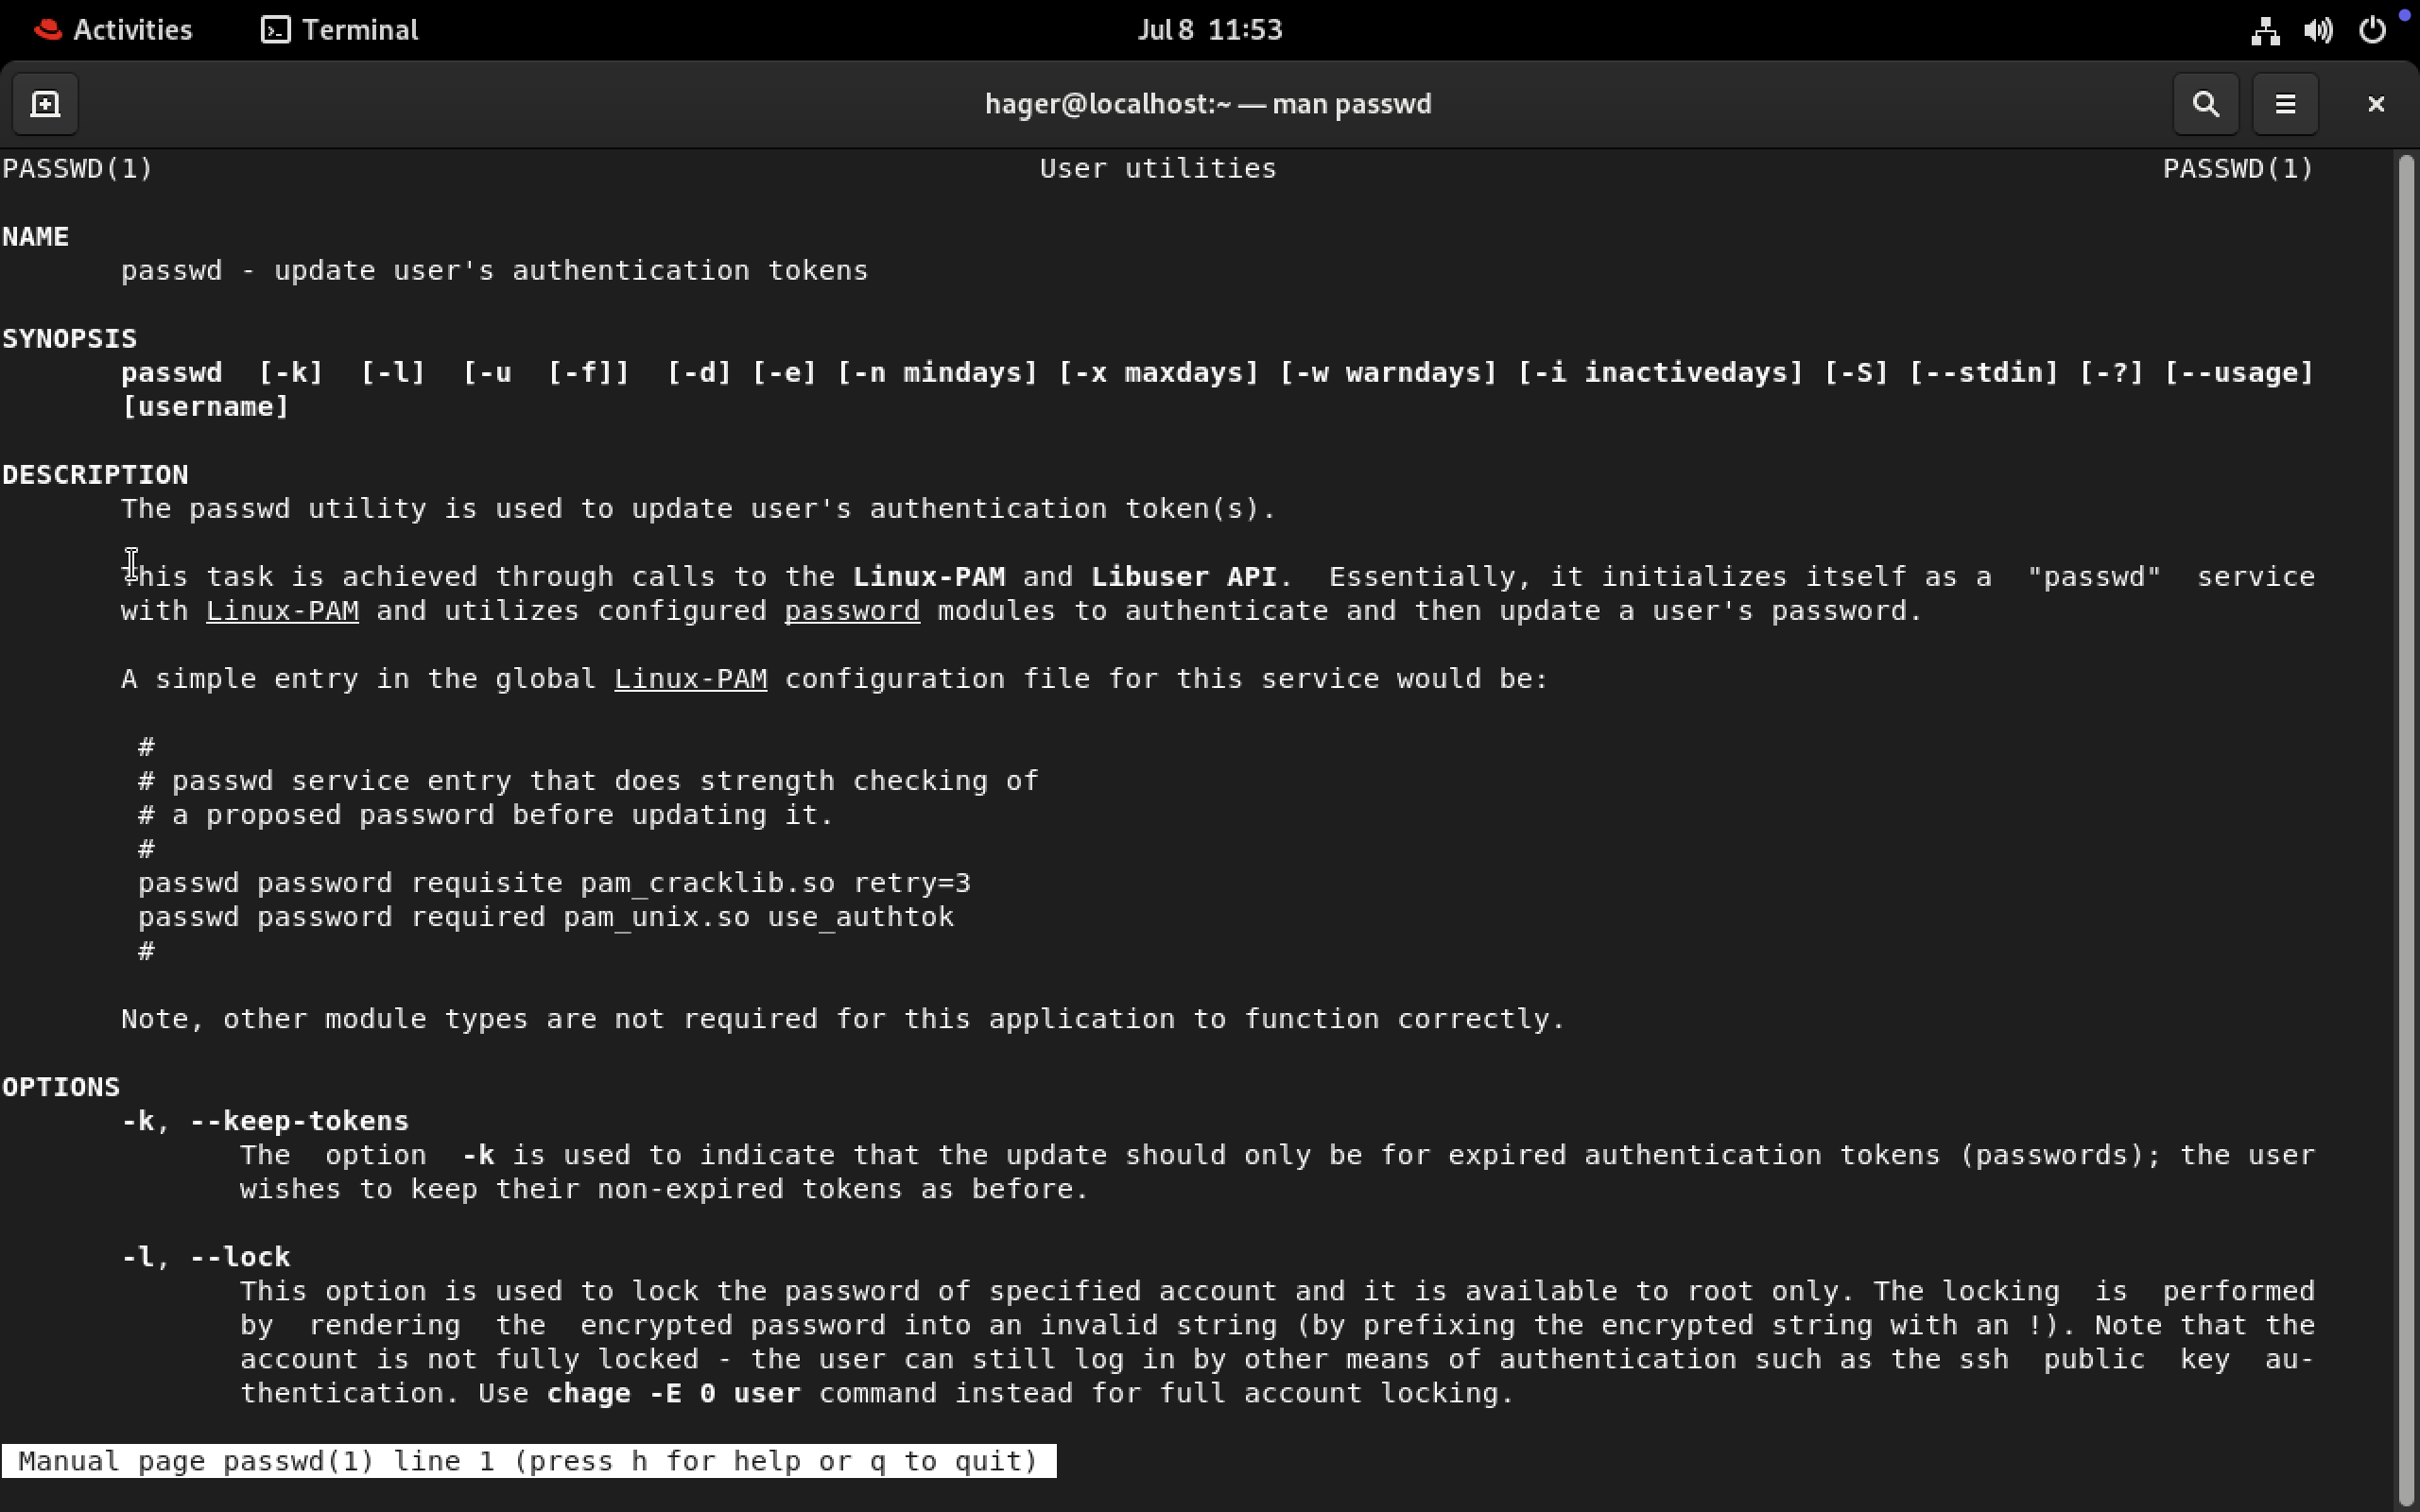 Activities Terminal Jul 8 11:53
hager@localhost:~ — man passwd
PASSWD(1) User utilities PASSWD(1)
NAME
passwd - update user's authentication tokens
SYNOPSIS
passwd [-k] [-l] [-u [-f]] [-d] [-e] [-n mindays] [-x maxdays] [-w warndays] [-i inactivedays] [-S] [--stdin] [-?] [--usage]
[username]
DESCRIPTION
The passwd utility is used to update user's authentication token(s).
This task is achieved through calls to the Linux-PAM and Libuser API. Essentially, it initializes itself as a "passwd" service
with Linux-PAM and utilizes configured password modules to authenticate and then update a user's password.
A simple entry in the global Linux-PAM configuration file for this service would be:
#
# passwd service entry that does strength checking of
# a proposed password before updating it.
#
passwd password requisite pam_cracklib.so retry=3
passwd password required pam_unix.so use_authtok
#
Note, other module types are not required for this application to function correctly.
OPTIONS
-k, --keep-tokens
The option -k is used to indicate that the update should only be for expired authentication tokens (passwords); the user
wishes to keep their non-expired tokens as before.
-l, --lock
This option is used to lock the password of specified account and it is available to root only. The locking is performed
by rendering the encrypted password into an invalid string (by prefixing the encrypted string with an !). Note that the
account is not fully locked - the user can still log in by other means of authentication such as the ssh public key au-
thentication. Use chage -E 0 user command instead for full account locking.
Manual page passwd(1) line 1 (press h for help or q to quit)